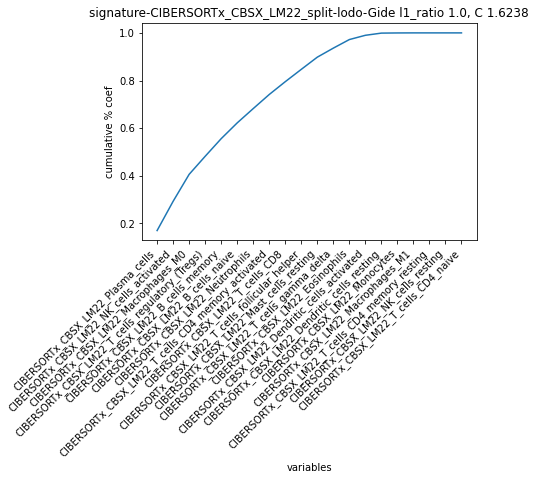 signature-CIBERSORTx_CBSX_LM22_split-lodo-Gide l1_ratio 1.0, C 1.6238
1.0
0.8
0.6
0.4
0.2
cumulative % coef
CIBERSORTx_CBSX_LM22_Plasma_cells
CIBERSORTx_CBSX_LM22_NK_cells_activated
CIBERSORTx_CBSX_LM22_Macrophages_M0
CIBERSORTx_CBSX_LM22_T_cells_regulatory_(Tregs)
CIBERSORTx_CBSX_LM22_B_cells_memory
CIBERSORTx_CBSX_LM22_B_cells_naive
CIBERSORTx_CBSX_LM22_Neutrophils
CIBERSORTx_CBSX_LM22_T_cells_CD4_memory_activated
CIBERSORTx_CBSX_LM22_T_cells_CD8
CIBERSORTx_CBSX_LM22_T_cells_follicular_helper
CIBERSORTx_CBSX_LM22_Mast_cells_resting
CIBERSORTx_CBSX_LM22_T_cells_gamma_delta
CIBERSORTx_CBSX_LM22_Eosinophils
CIBERSORTx_CBSX_LM22_Dendritic_cells_activated
CIBERSORTx_CBSX_LM22_Dendritic_cells_resting
CIBERSORTx_CBSX_LM22_Monocytes
CIBERSORTx_CBSX_LM22_Macrophages_M1
CIBERSORTx_CBSX_LM22_T_cells_CD4_memory_resting
CIBERSORTx_CBSX_LM22_NK_cells_resting
CIBERSORTx_CBSX_LM22_T_cells_CD4_naive
variables